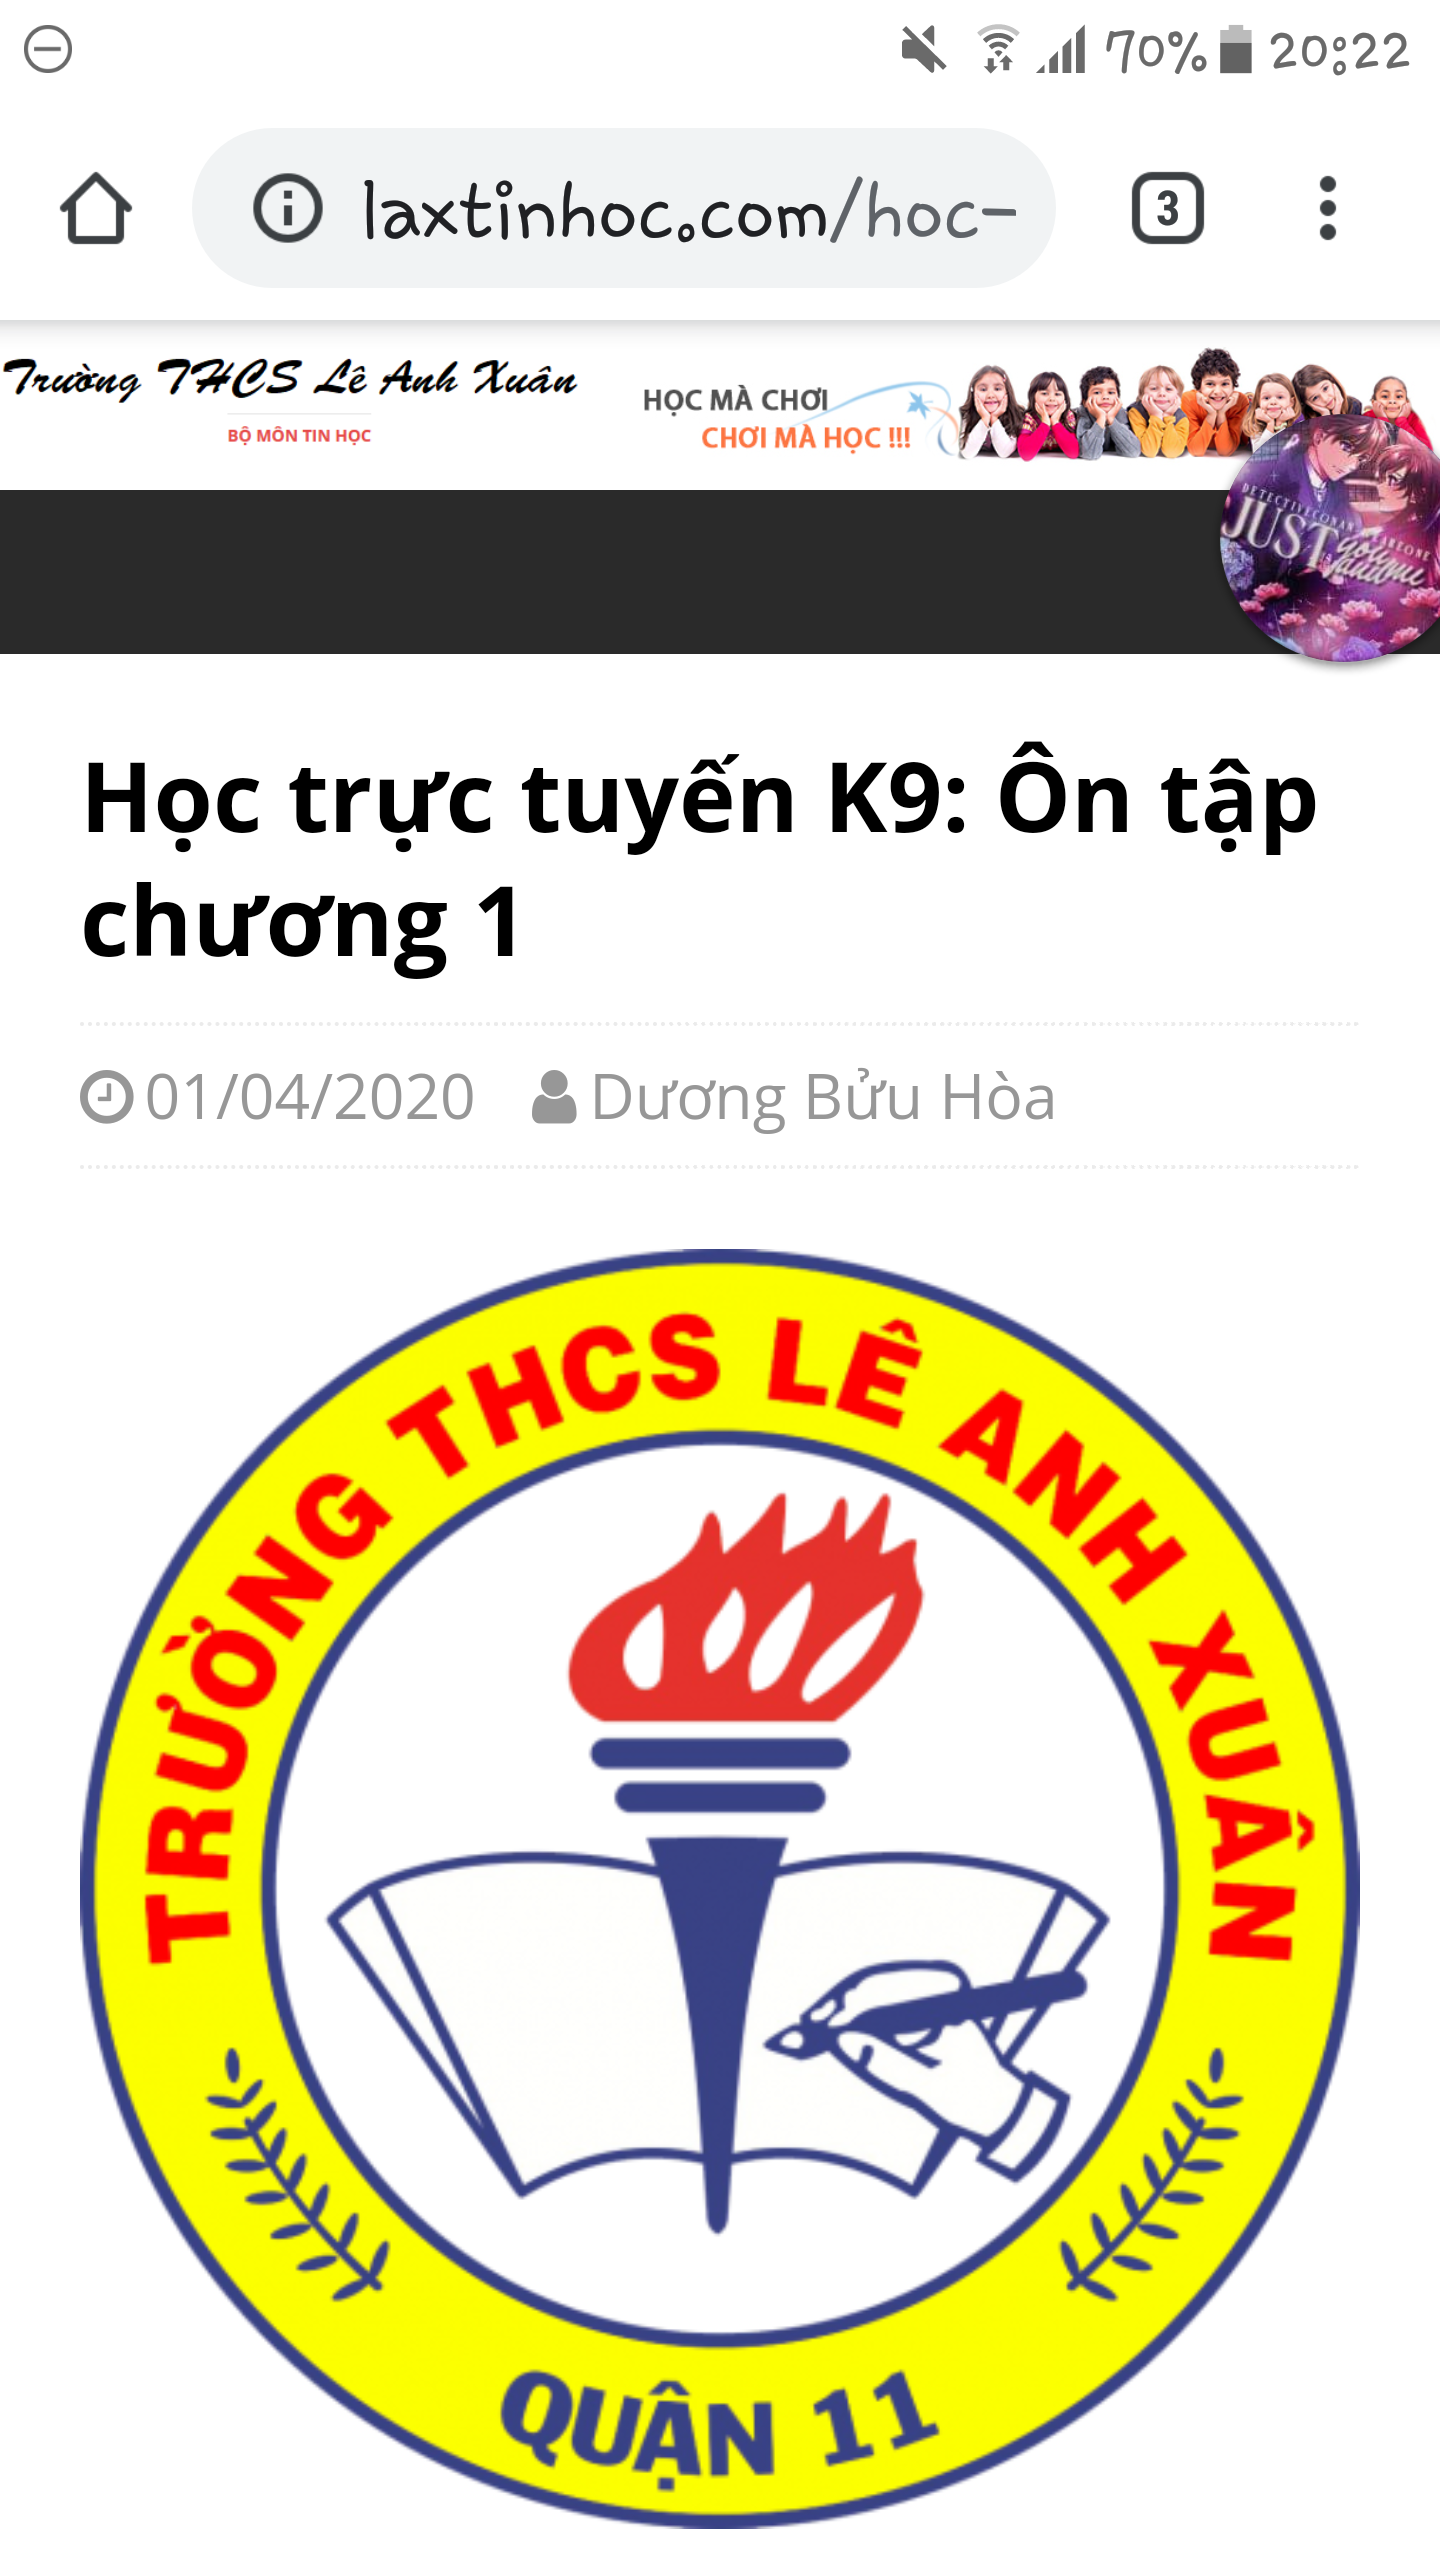 70% 20:22
laxtinhoc.com/hoc-
3
Trường THCS Lê Anh Xuân
BỘ MÔN TIN HỌC
HỌC MÀ CHƠI
CHƠI MÀ HỌC !!!
DETECTIVECONAN
JUST
Học trực tuyến K9: Ôn tập
chương 1
01/04/2020 Dương Bửu Hòa
TRƯỜNG THCS LÊ ANH XUÂN
QUẬN 11